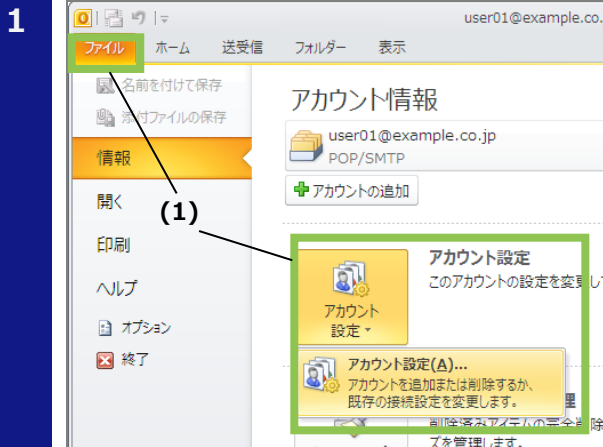 1
user01@example.co.
ファイル ホーム 送受信 フォルダー 表示
名前を付けて保存
添付ファイルの保存
情報
開く
印刷
ヘルプ
オプション
終了
(1)
アカウント情報
user01@example.co.jp
POP/SMTP
アカウントの追加
アカウント
設定
アカウント設定
このアカウントの設定を変更し
アカウント設定(A)...
アカウントを追加または削除するか、
既存の接続設定を変更します。
理
削除済みアイテムの完全削除
ズを管理します。